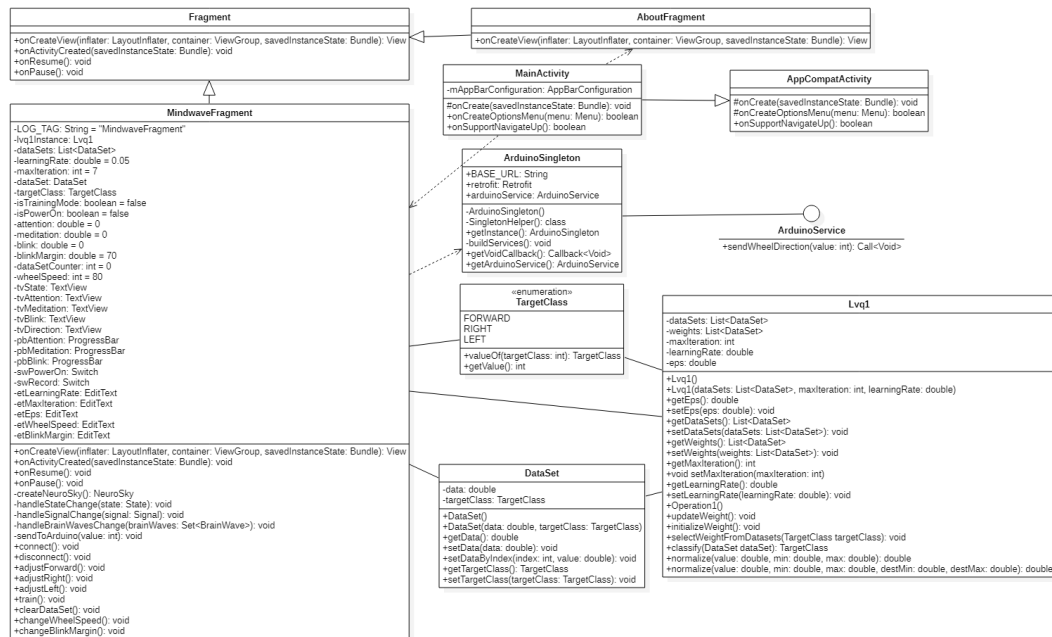 Fragment
+onCreateView(inflater: LayoutInflater, container: ViewGroup, savedInstanceState: Bundle): View
+onActivityCreated(savedInstanceState: Bundle): void
+onResume(): void
+onPause(): void
AboutFragment
+onCreateView(inflater: LayoutInflater, container: ViewGroup, savedInstanceState: Bundle): View
MainActivity
-mAppBarConfiguration: AppBarConfiguration
#onCreate(savedInstanceState: Bundle): void
+onCreateOptionsMenu(menu: Menu): boolean
+onSupportNavigateUp(): boolean
AppCompatActivity
#onCreate(savedInstanceState: Bundle): void
#onCreateOptionsMenu(menu: Menu): boolean
+onSupportNavigateUp(): boolean
MindwaveFragment
-LOG_TAG: String = "MindwaveFragment"
-lvq1Instance: Lvq1
-dataSets: List<DataSet>
-learningRate: double = 0.05
-maxIteration: int = 7
-dataSet: DataSet
-targetClass: TargetClass
-isTrainingMode: boolean = false
-isPowerOn: boolean = false
-attention: double = 0
-meditation: double = 0
-blink: double = 0
-blinkMargin: double = 70
-dataSetCounter: int = 0
-wheelSpeed: int = 80
-tvState: TextView
-tvAttention: TextView
-tvMeditation: TextView
-tvBlink: TextView
-tvDirection: TextView
-pbAttention: ProgressBar
-pbMeditation: ProgressBar
-pbBlink: ProgressBar
-swPowerOn: Switch
-swRecord: Switch
-etLearningRate: EditText
-etMaxIteration: EditText
-etEps: EditText
-etWheelSpeed: EditText
-etBlinkMargin: EditText
+onCreateView(inflater: LayoutInflater, container: ViewGroup, savedInstanceState: Bundle): View
+onActivityCreated(savedInstanceState: Bundle): void
+onResume(): void
+onPause(): void
-createNeuroSky(): NeuroSky
-handleStateChange(state: State): void
-handleSignalChange(signal: Signal): void
-handleBrainWavesChange(brainWaves: Set<BrainWave>): void
-sendToArduino(value: int): void
+connect(): void
+disconnect(): void
+adjustForward(): void
+adjustRight(): void
+adjustLeft(): void
+train(): void
+clearDataSet(): void
+changeWheelSpeed(): void
+changeBlinkMargin(): void
ArduinoSingleton
+BASE_URL: String
+retrofit: Retrofit
+arduinoService: ArduinoService
-ArduinoSingleton()
-SingletonHelper(): class
+getInstance(): ArduinoSingleton
-buildServices(): void
+getVoidCallback(): Callback<Void>
+getArduinoService(): ArduinoService
ArduinoService
+sendWheelDirection(value: int): Call<Void>
«enumeration»
TargetClass
FORWARD
RIGHT
LEFT
+valueOf(targetClass: int): TargetClass
+getValue(): int
Lvq1
-dataSets: List<DataSet>
-weights: List<DataSet>
-maxIteration: int
-learningRate: double
-eps: double
+Lvq1()
+Lvq1(dataSets: List<DataSet>, maxIteration: int, learningRate: double)
+getEps(): double
+setEps(eps: double): void
+getDataSets(): List<DataSet>
+setDataSets(dataSets: List<DataSet>): void
+getWeights(): List<DataSet>
+setWeights(weights: List<DataSet>): void
+getMaxIteration(): int
+void setMaxIteration(maxIteration: int)
+getLearningRate(): double
+setLearningRate(learningRate: double): void
+Operation1()
+updateWeight(): void
+initializeWeight(): void
+selectWeightFromDatasets(TargetClass targetClass): void
+classify(DataSet dataSet): TargetClass
+normalize(value: double, min: double, max: double): double
+normalize(value: double, min: double, max: double, destMin: double, destMax: double): double
DataSet
-data: double
-targetClass: TargetClass
+DataSet()
+DataSet(data: double, targetClass: TargetClass)
+getData(): double
+setData(data: double): void
+setDataByIndex(index: int, value: double): void
+getTargetClass(): TargetClass
+setTargetClass(targetClass: TargetClass): void